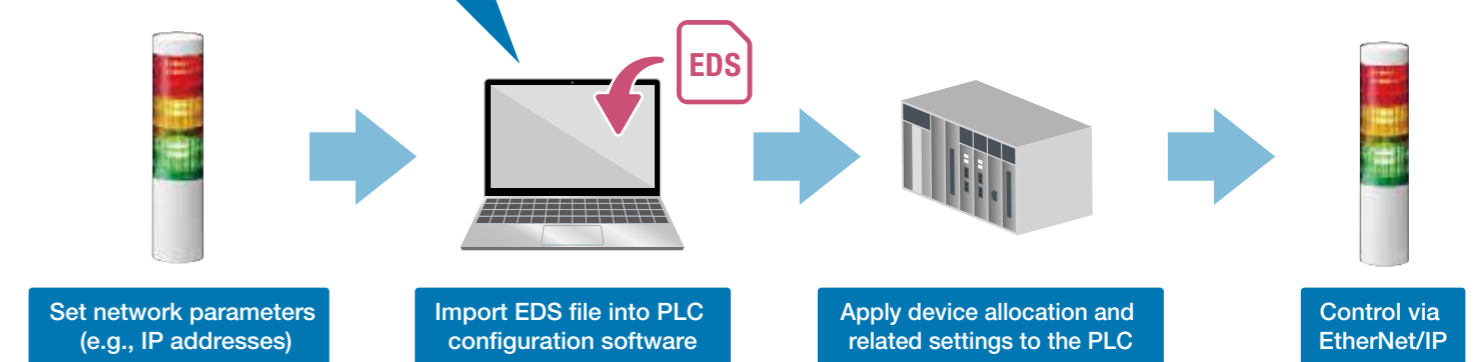 EDS
Set network parameters
(e.g., IP addresses)
Import EDS file into PLC
configuration software
Apply device allocation and
related settings to the PLC
Control via
EtherNet/IP